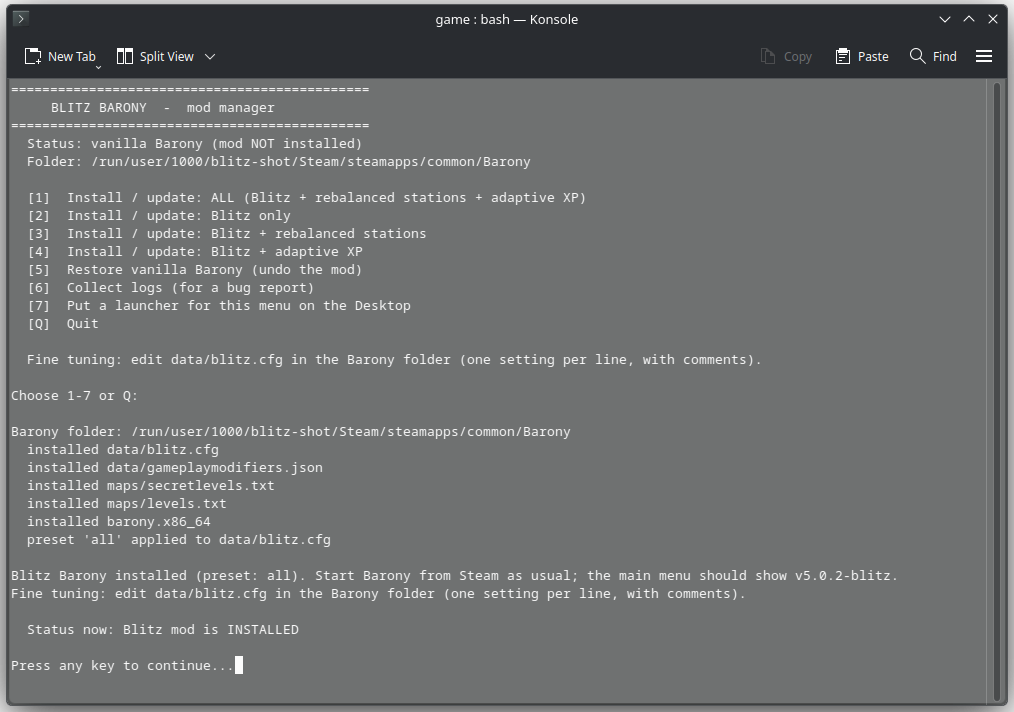 game : bash — Konsole
New Tab
Split View
Copy
Paste
Find
=============================================
BLITZ BARONY  -  mod manager
=============================================
Status: vanilla Barony (mod NOT installed)
Folder: /run/user/1000/blitz-shot/Steam/steamapps/common/Barony
[1]  Install / update: ALL (Blitz + rebalanced stations + adaptive XP)
[2]  Install / update: Blitz only
[3]  Install / update: Blitz + rebalanced stations
[4]  Install / update: Blitz + adaptive XP
[5]  Restore vanilla Barony (undo the mod)
[6]  Collect logs (for a bug report)
[7]  Put a launcher for this menu on the Desktop
[Q]  Quit
Fine tuning: edit data/blitz.cfg in the Barony folder (one setting per line, with comments).
Choose 1-7 or Q:
Barony folder: /run/user/1000/blitz-shot/Steam/steamapps/common/Barony
installed data/blitz.cfg
installed data/gameplaymodifiers.json
installed maps/secretlevels.txt
installed maps/levels.txt
installed barony.x86_64
preset 'all' applied to data/blitz.cfg
Blitz Barony installed (preset: all). Start Barony from Steam as usual; the main menu should show v5.0.2-blitz.
Fine tuning: edit data/blitz.cfg in the Barony folder (one setting per line, with comments).
Status now: Blitz mod is INSTALLED
Press any key to continue...